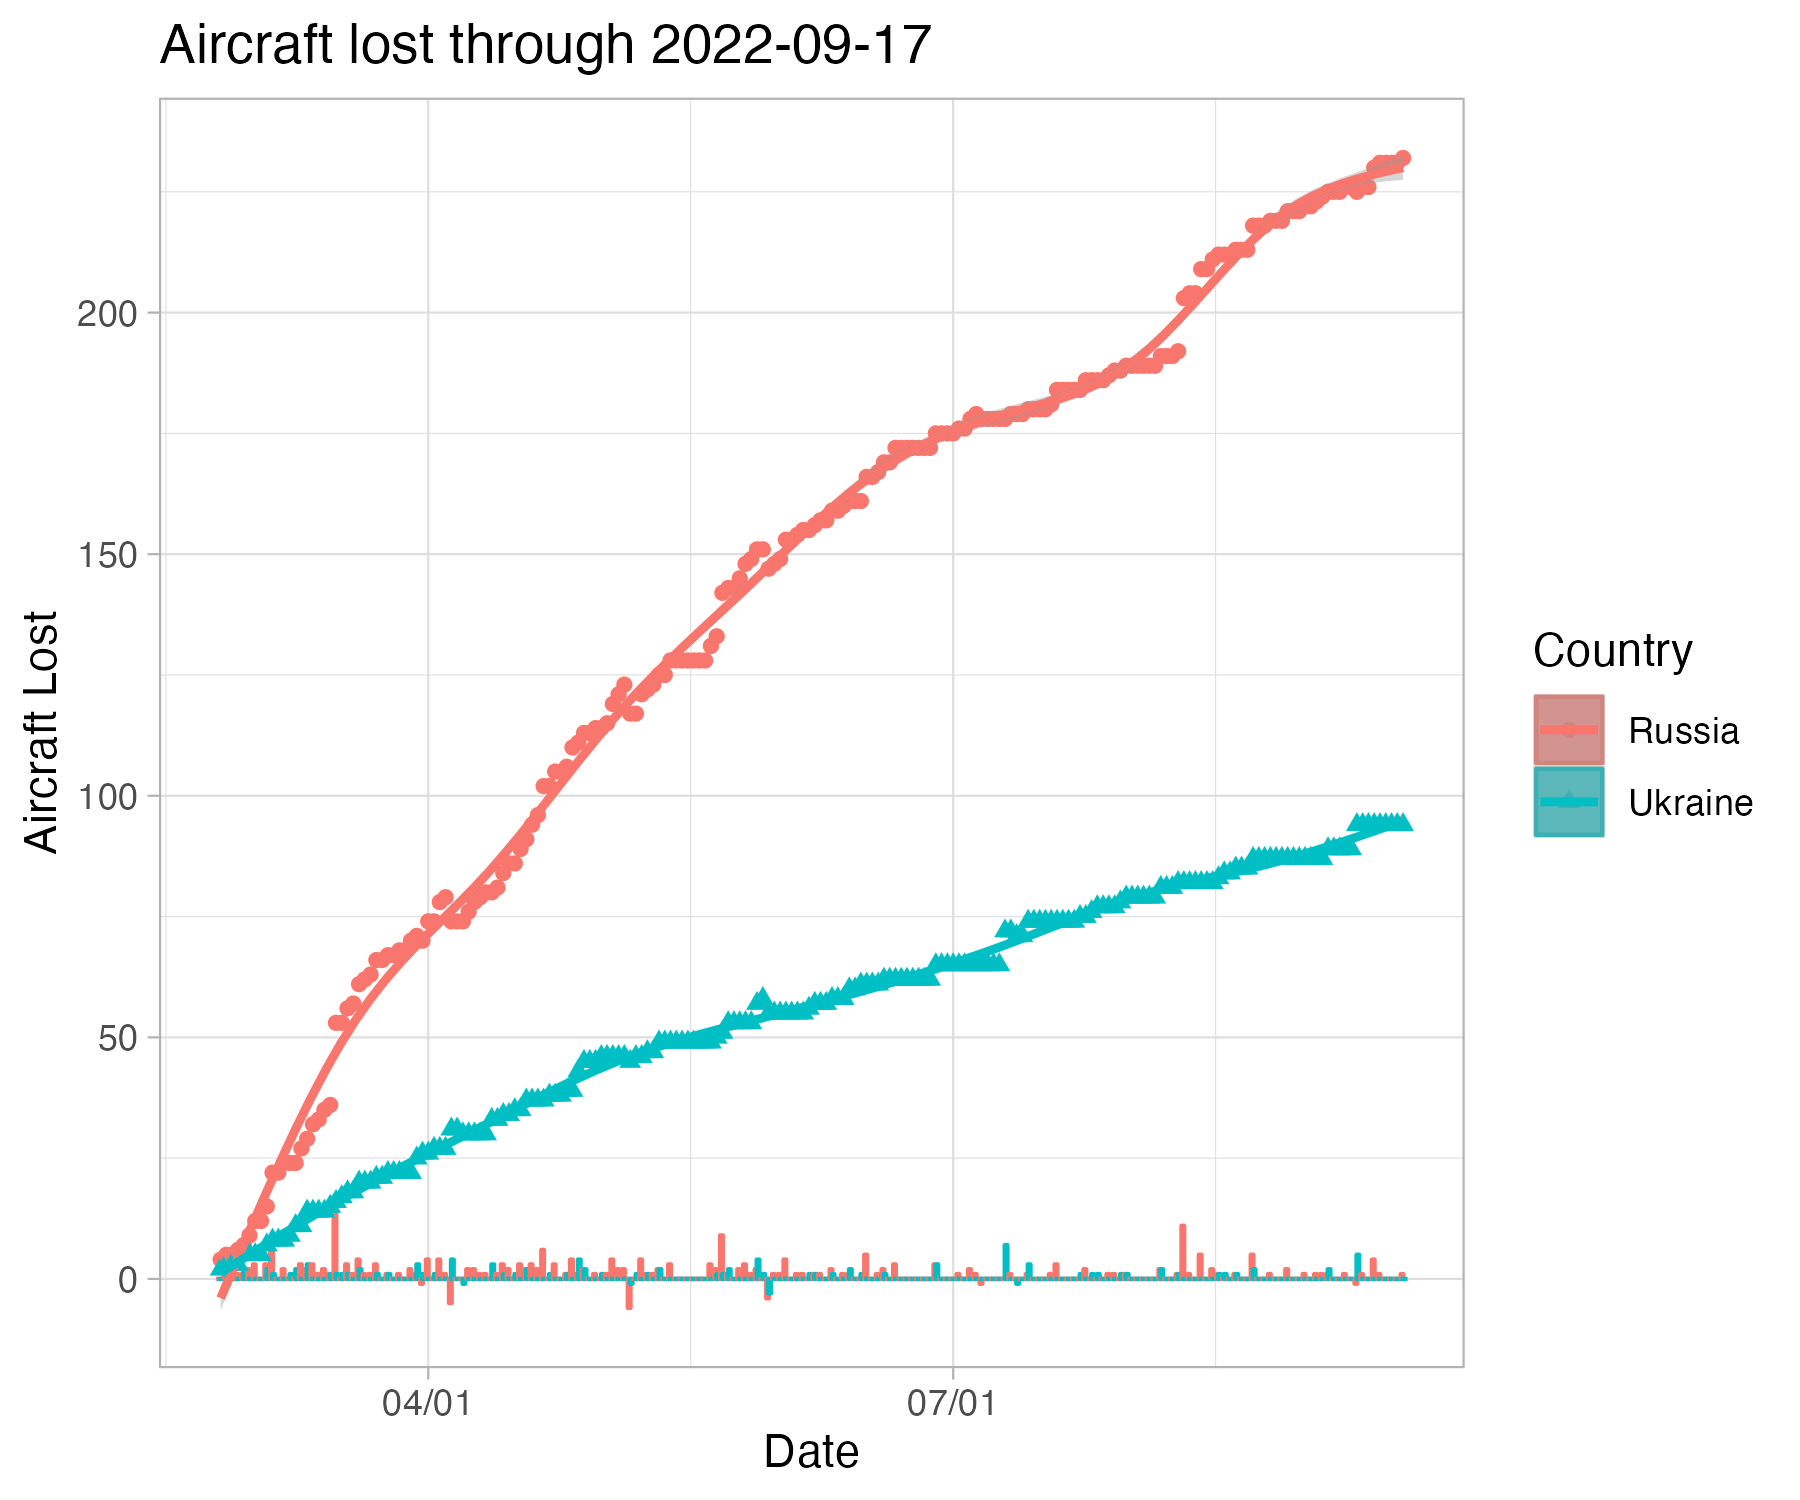 Aircraft lost through 2022-09-17
Aircraft Lost
200
150
100
50
0
04/01
07/01
Date
Country
Russia
Ukraine